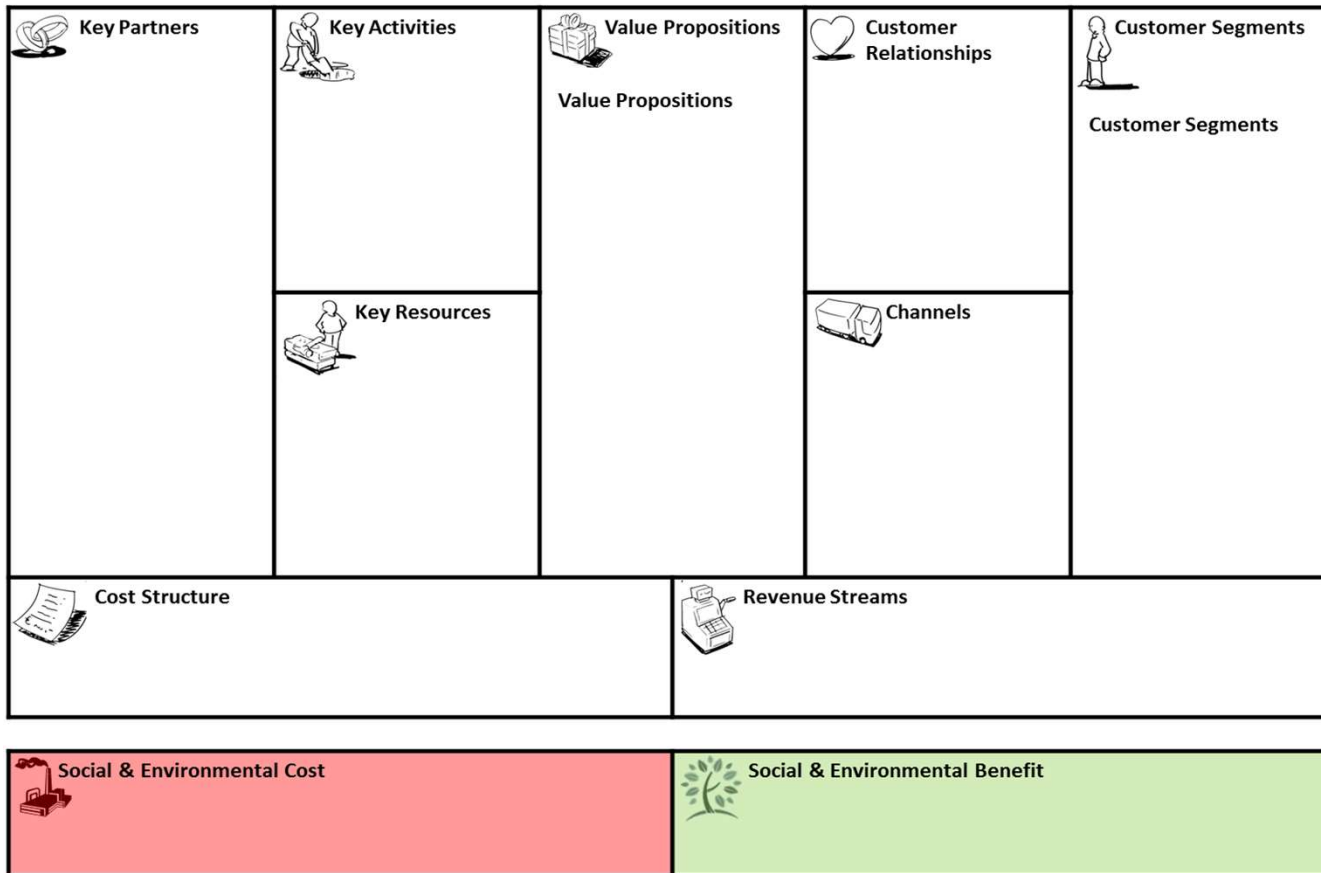 Key Partners
Key Activities
Value Propositions
Value Propositions
Customer
Relationships
Customer Segments
Customer Segments
Key Resources
Channels
Cost Structure
Revenue Streams
Social & Environmental Cost
Social & Environmental Benefit